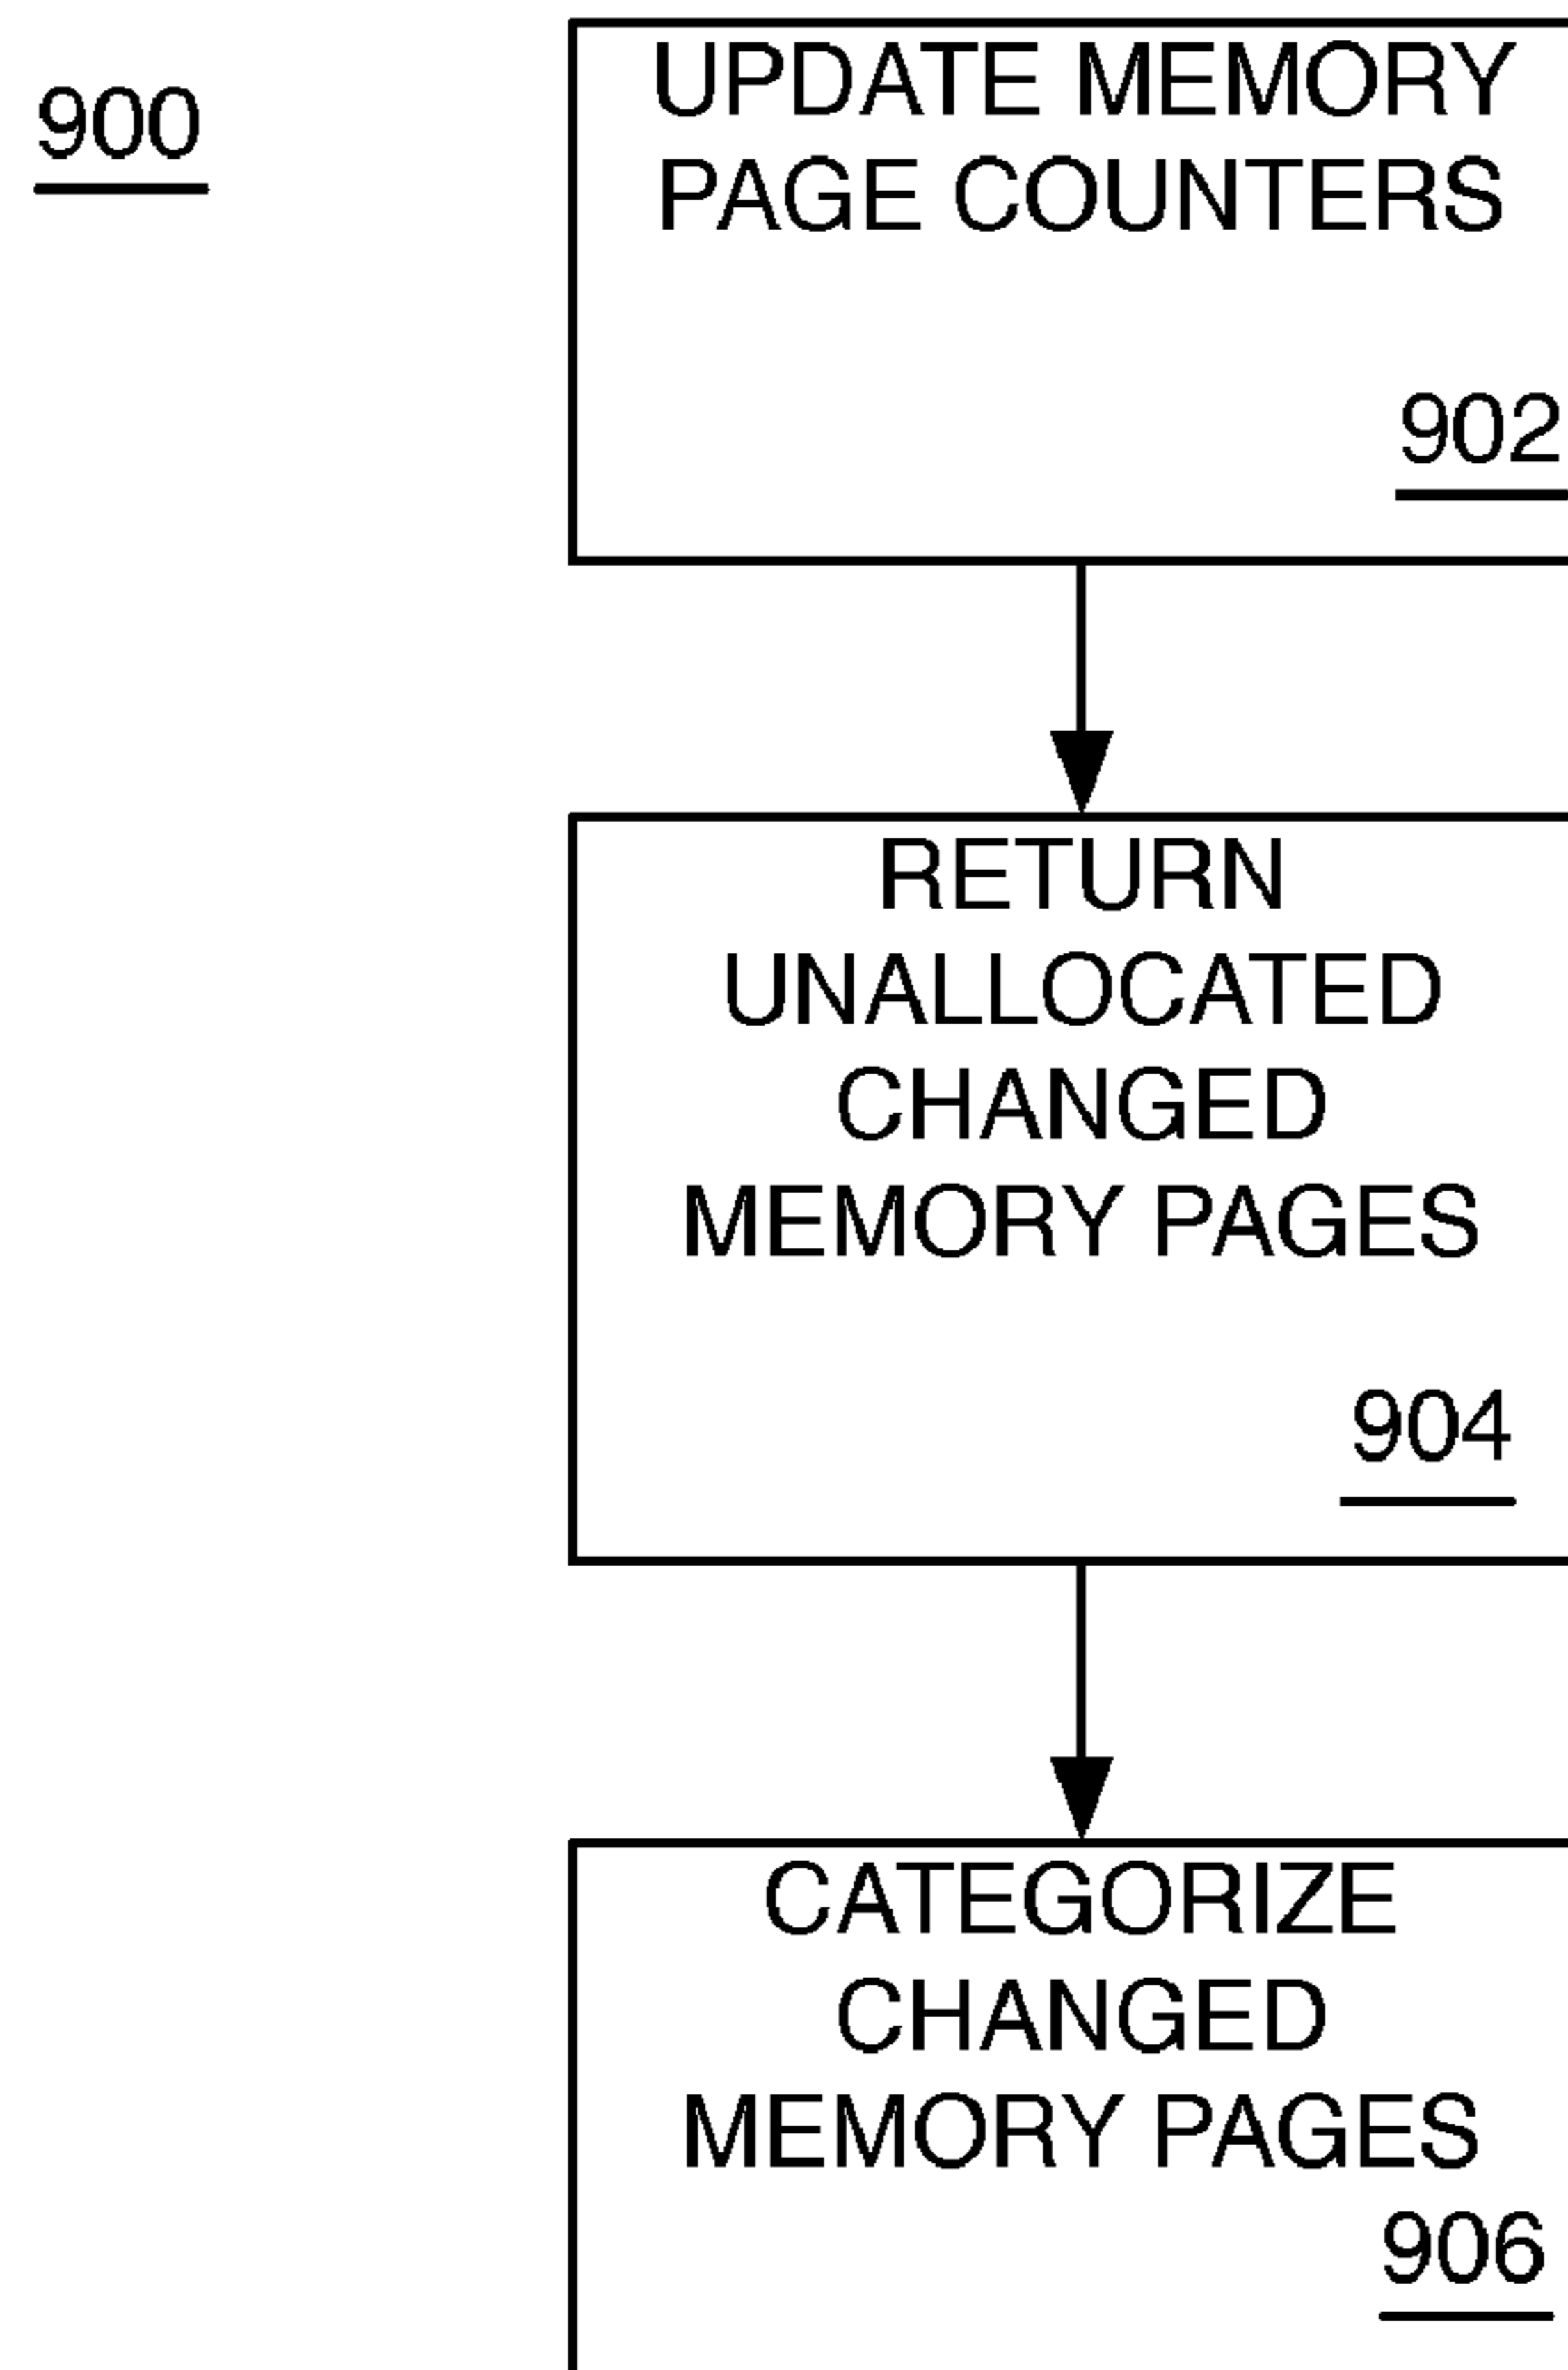 900
UPDATE MEMORY
PAGE COUNTERS
902
RETURN
UNALLOCATED
CHANGED
MEMORY PAGES
904
CATEGORIZE
CHANGED
MEMORY PAGES
906